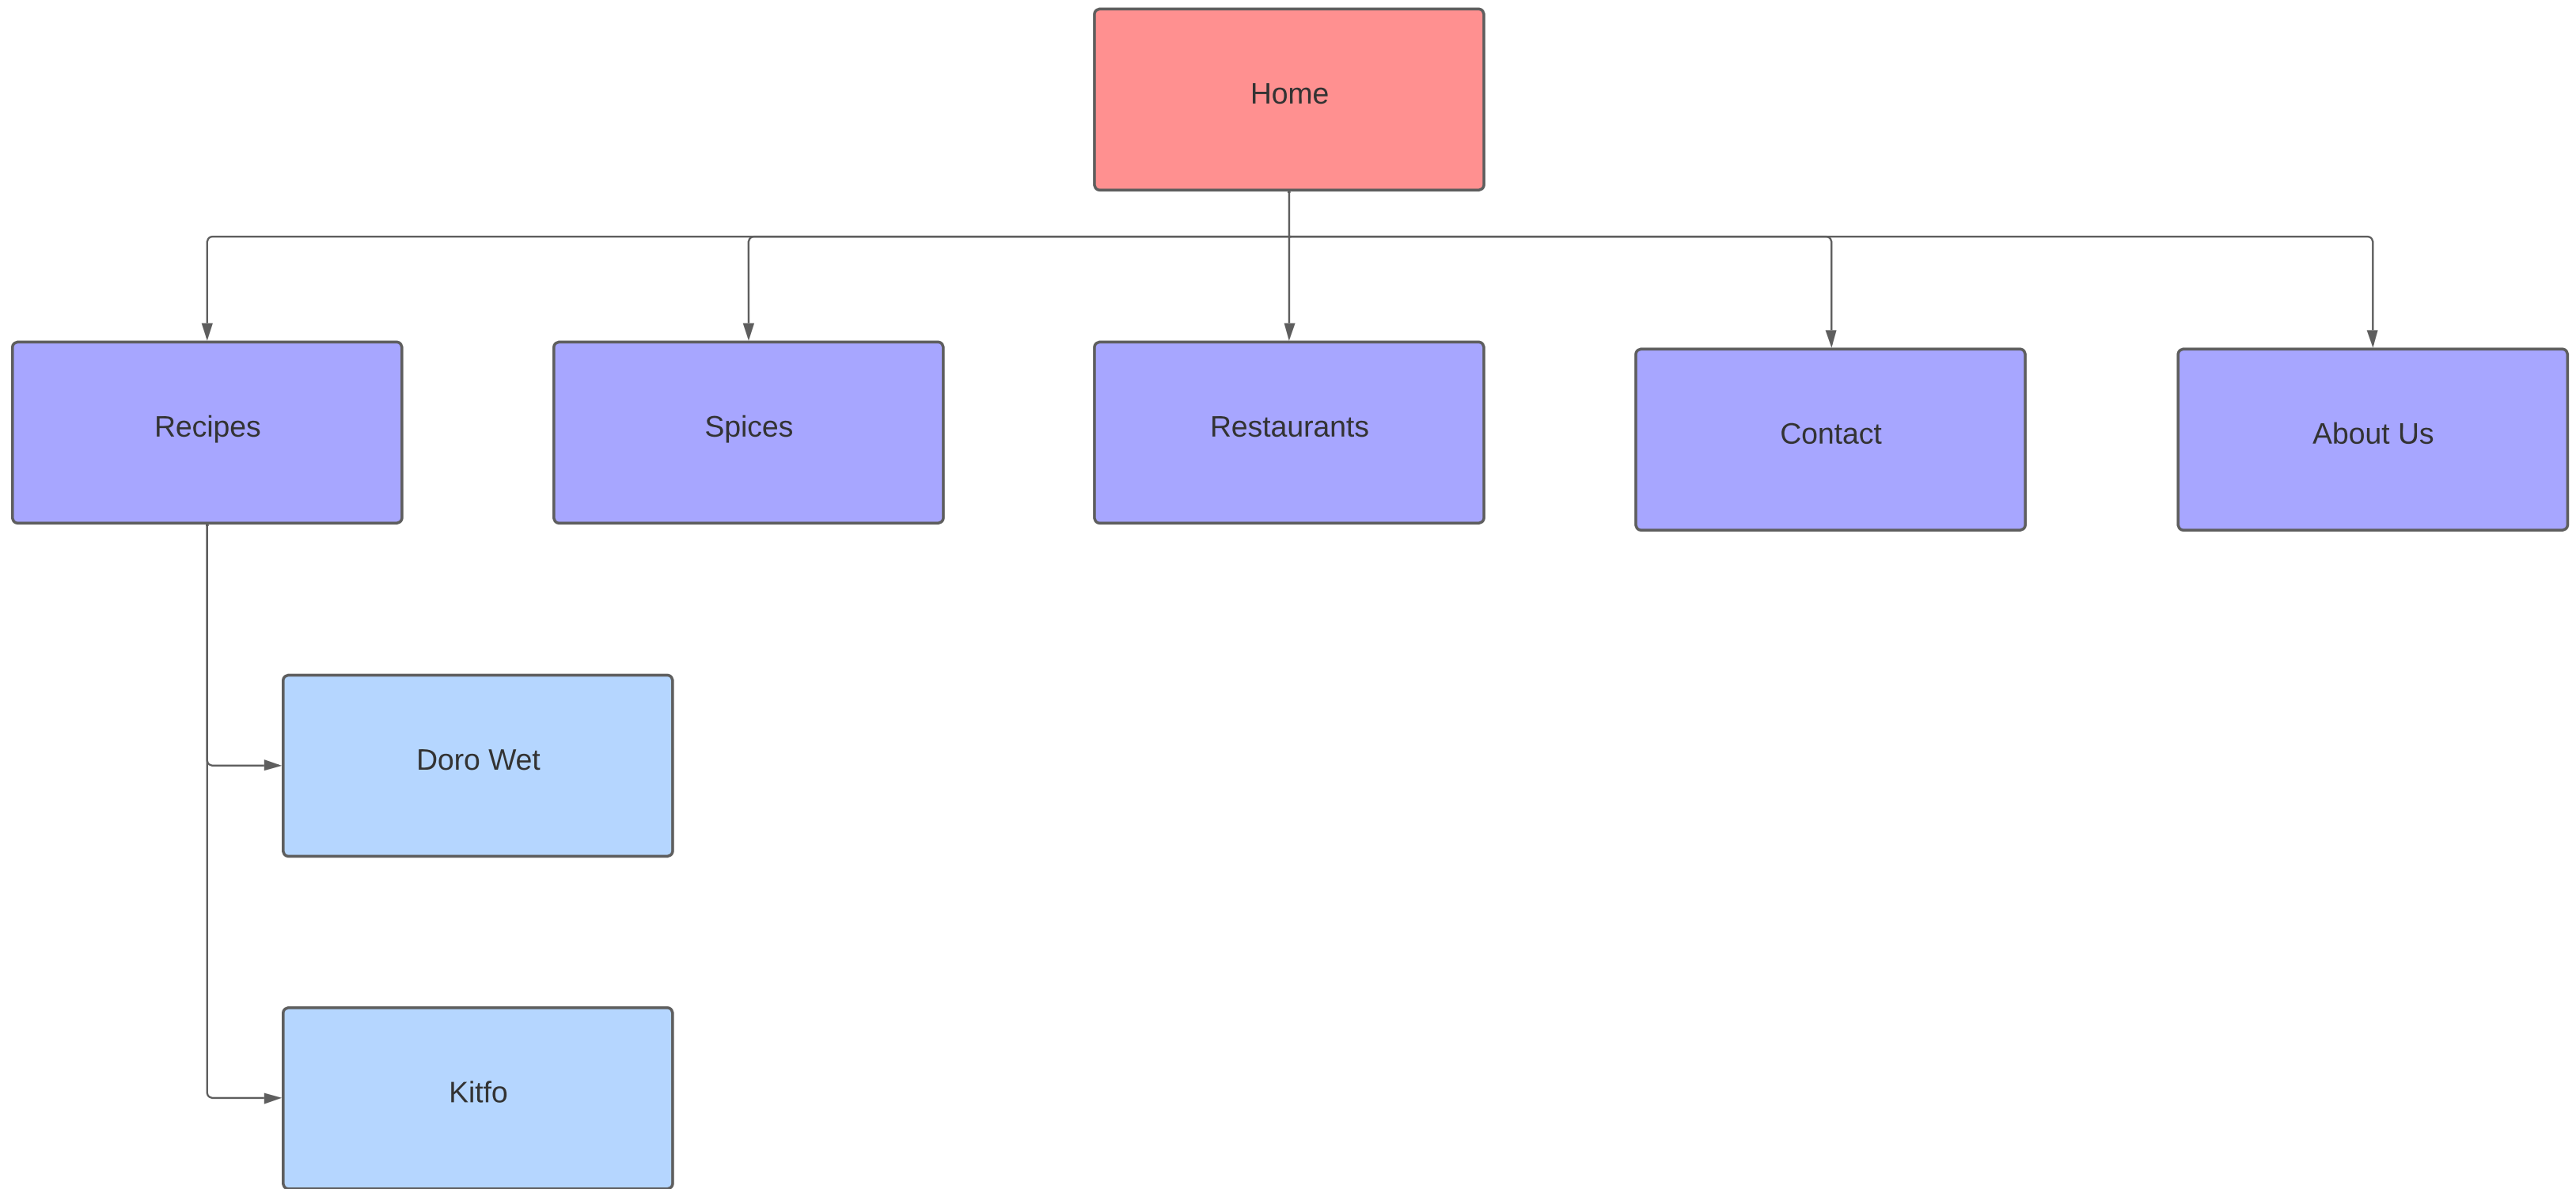 Home
Recipes
Spices
Restaurants
Contact
About Us
Doro Wet
Kitfo